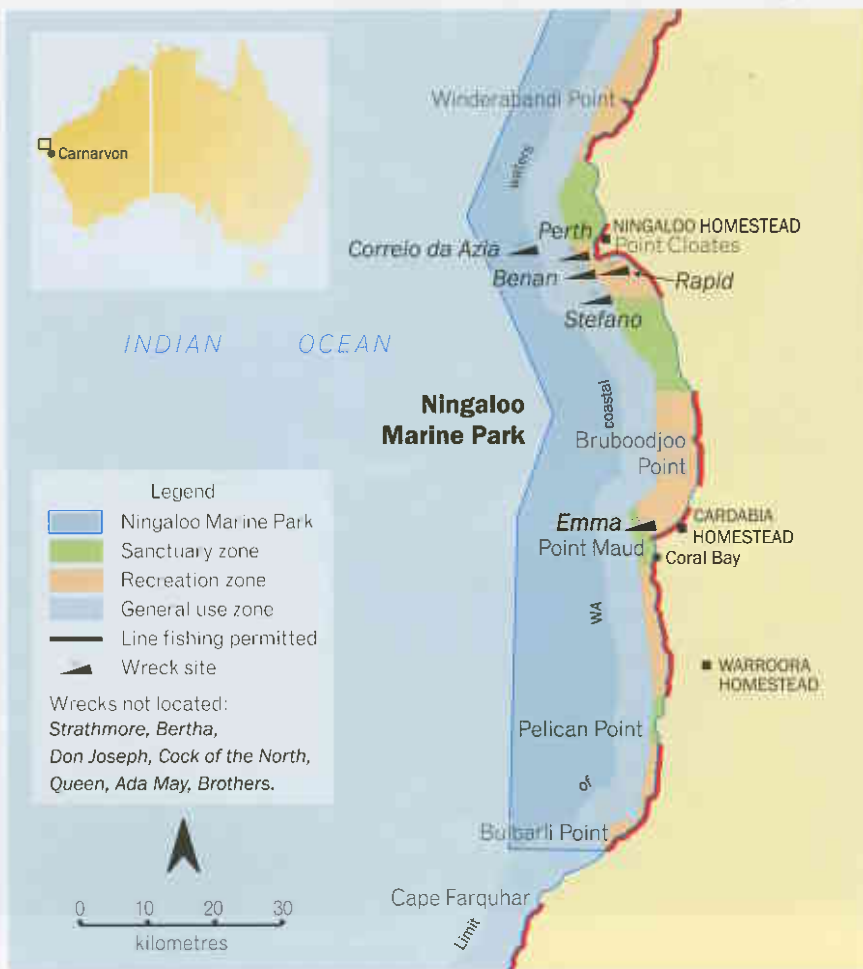 Carnarvon
Winderabandi Point
waters
Perth
NINGALOO HOMESTEAD
Point Cloates
Correio da Azia
Benan
Rapid
Stefano
INDIAN OCEAN
Ningaloo
Marine Park
coastal
Bruboodjoo
Point
Emma
Point Maud
CARDABIA
HOMESTEAD
Coral Bay
WA
WARROORA
HOMESTEAD
Pelican Point
of
Bulbarli Point
Cape Farquhar
Limit
Legend
Ningaloo Marine Park
Sanctuary zone
Recreation zone
General use zone
Line fishing permitted
Wreck site
Wrecks not located:
Strathmore, Bertha,
Don Joseph, Cock of the North,
Queen, Ada May, Brothers.
0 10 20 30
kilometres